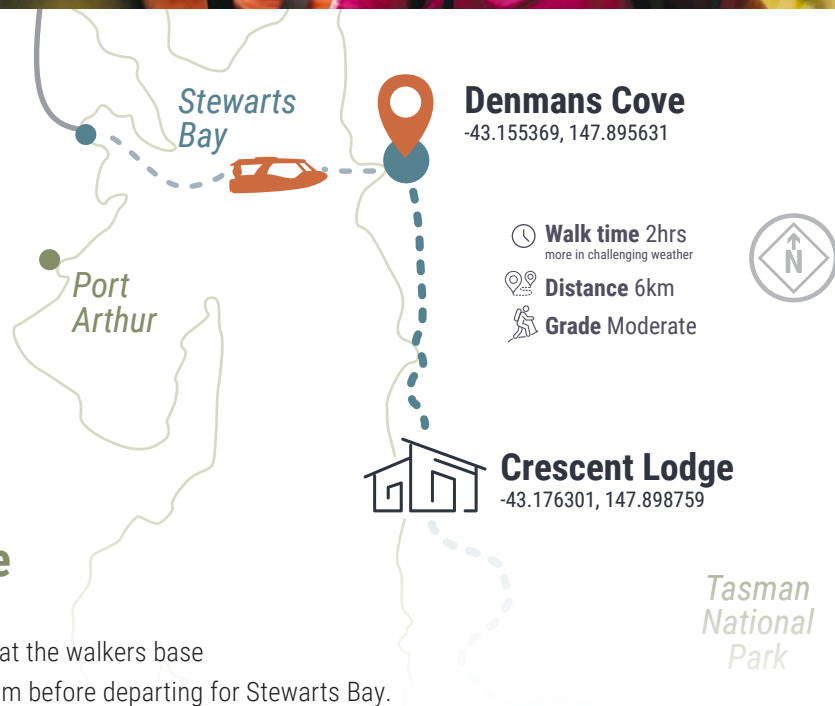 Stewarts
Bay
Denmans Cove
-43.155369, 147.895631
Walk time 2hrs
more in challenging weather
Distance 6km
Grade Moderate
N
Port
Arthur
Crescent Lodge
-43.176301, 147.898759
e
Tasman
National
Park
at the walkers base
m before departing for Stewarts Bay.